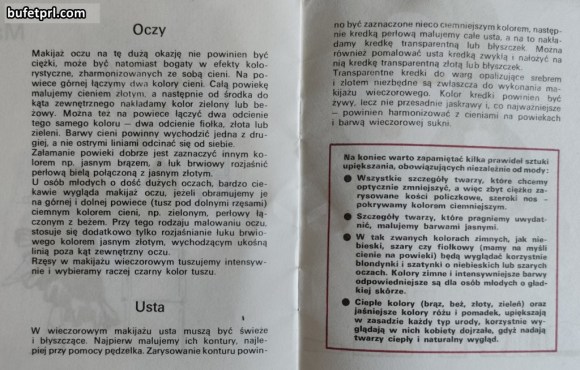 bufetprl.com
Oczy
Makijaż oczu na tę dużą okazję nie powinien być
ciężki, może być natomiast bogaty w efekty kolo-
rystyczne, zharmonizowanych ze sobą cieni. Na po-
wiece górnej łączymy dwa kolory cieni. Całą powiekę
malujemy cieniem złotym, a następnie od środka do
kąta zewnętrznego nakładamy kolor zielony lub be-
żowy. Można też na powiece łączyć dwa odcienie
tego samego koloru – dwa odcienie fiolka, złota lub
zieleni. Barwy cieni powinny wychodzić jedna z dru-
giej, a nie ostrymi liniami odcinać się od siebie.
Załamanie powieki dobrze jest zaznaczyć innym ko-
lorem np. jasnym brązem, a łuk brwiowy rozjaśnić
perłową bielą połączoną z jasnym złotym.
U osób młodych o dość dużych oczach, bardzo cie-
kawie wygląda makijaż oczu, jeżeli obramujemy je
na górnej i dolnej powiece (tusz pod dolnymi rzęsami)
ciemnym kolorem cieni, np. zielonym, perłowy łą-
czonym z beżem. Przy tego rodzaju malowaniu oczu,
stosuje się dodatkowo tylko rozjaśnianie łuku brwio-
wego kolorem jasnym złotym, wychodzącym ukośną
linią poza kąt zewnętrzny oczu.
Rzęsy w makijażu wieczorowym tuszujemy intensyw-
nie i wybieramy raczej czarny kolor tuszu.
Usta
W wieczorowym makijażu usta muszą być świeże
i błyszczące. Najpierw malujemy ich kontury, najle-
piej przy pomocy pędzelka. Zarysowanie konturu powin-
no być zaznaczone nieco ciemniejszym kolorem, następ-
nie kredką perłową malujemy całe usta, a na to nakła-
damy kredkę transparentną lub błyszczek. Można
również pomalować usta kredką zwykłą i nałożyć na
nią kredkę transparentną złotą lub błyszczek.
Transparentne kredki do warg opalizujące srebrem
i złotem niezbędne są zwłaszcza do wykonania ma-
kijażu wieczorowego. Kolor kredki powinien być
żywy, lecz nie przesadnie jaskrawy i, co najważniejsze
– powinien harmonizować z cieniami na powiekach
i barwą wieczorowej sukni.
Na koniec warto zapamiętać kilka prawideł sztuki
upiększania, obowiązujących niezależnie od mody:
● Wszystkie szczegóły twarzy, które chcemy
optycznie zmniejszyć, a więc zbyt ciężko za-
rysowane kości policzkowe, szeroki nos –
pokrywamy kolorem ciemniejszym.
● Szczegóły twarzy, które pragniemy uwydat-
nić, malujemy barwami jasnymi.
● W tak zwanych kolorach zimnych, jak nie-
bieski, szary czy fiołkowy (mamy na myśli
cienie na powieki) będą wyglądać korzystnie
blondynki i szatynki o niebieskich lub szarych
oczach. Kolory zimne i intensywniejsze barwy
odpowiedniejsze są dla osób młodych o gład-
kiej skórze.
● Ciepłe kolory (brąz, beż, złoty, zieleń) oraz
jaśniejsze kolory różu i pomadek, upiększają
w zasadzie każdy typ urody, korzystnie wy-
glądają w nich kobiety dojrzałe, gdyż nadają
twarzy ciepły i naturalny wygląd.